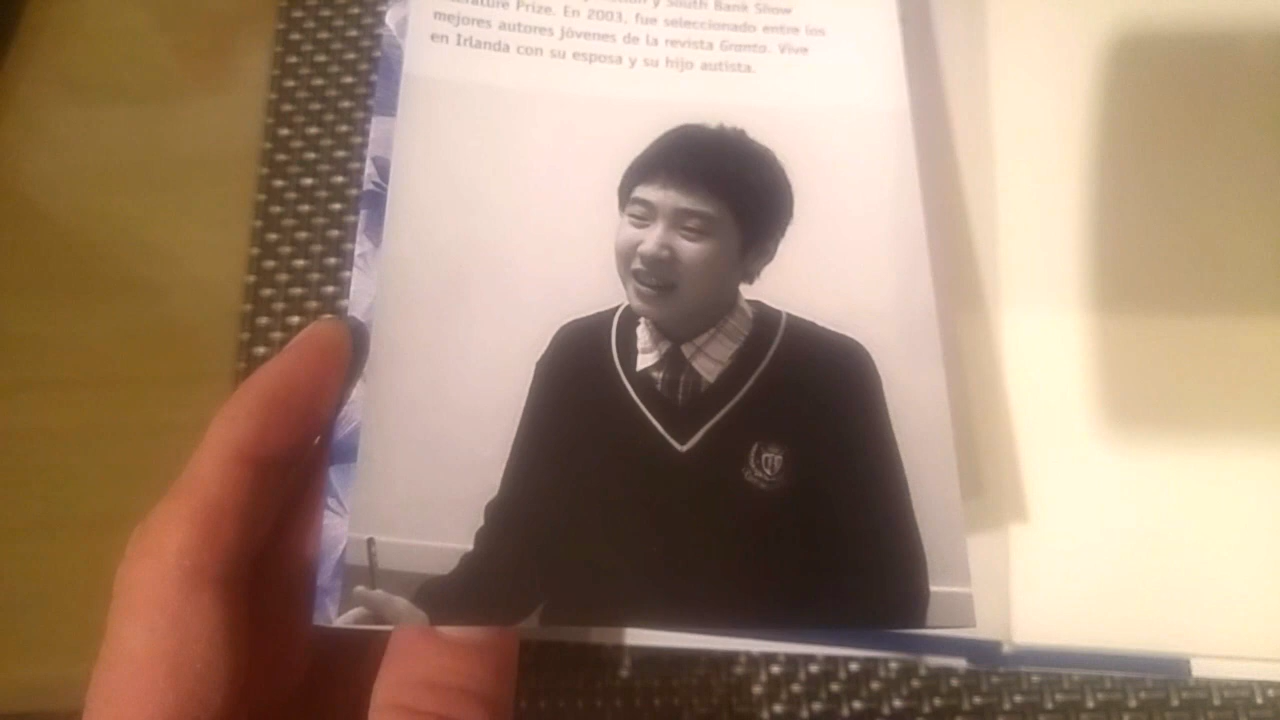 y South Bank Show
Prize. En 2003, fue seleccionado entre los
mejores autores jóvenes de la revista Granta. Vive
en Irlanda con su esposa y su hijo autista.